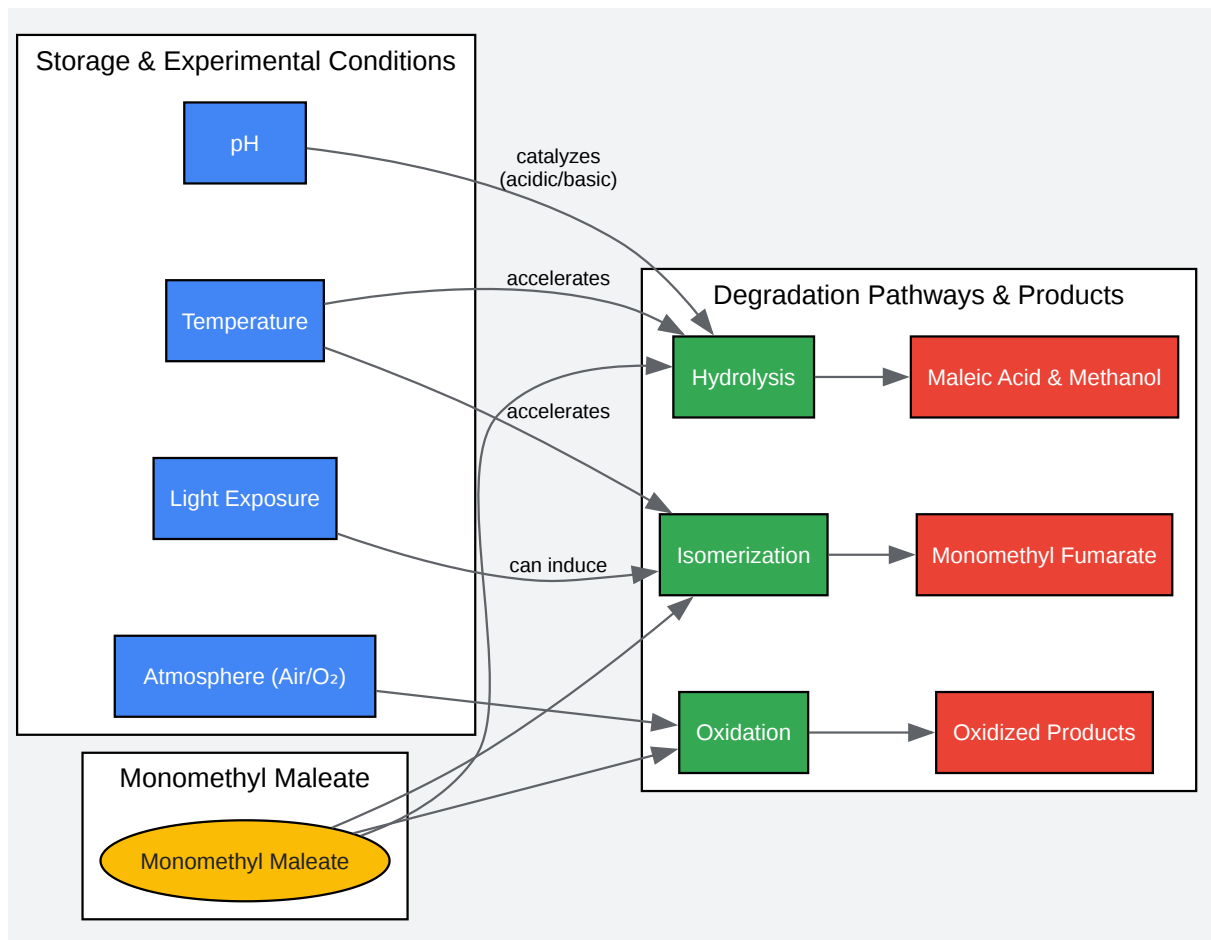 Storage & Experimental Conditions
pH
catalyzes
(acidic/basic)
Temperature
accelerates
accelerates
Light Exposure
can induce
Atmosphere (Air/O₂)
Monomethyl Maleate
Monomethyl Maleate
Degradation Pathways & Products
Hydrolysis
Maleic Acid & Methanol
Isomerization
Monomethyl Fumarate
Oxidation
Oxidized Products